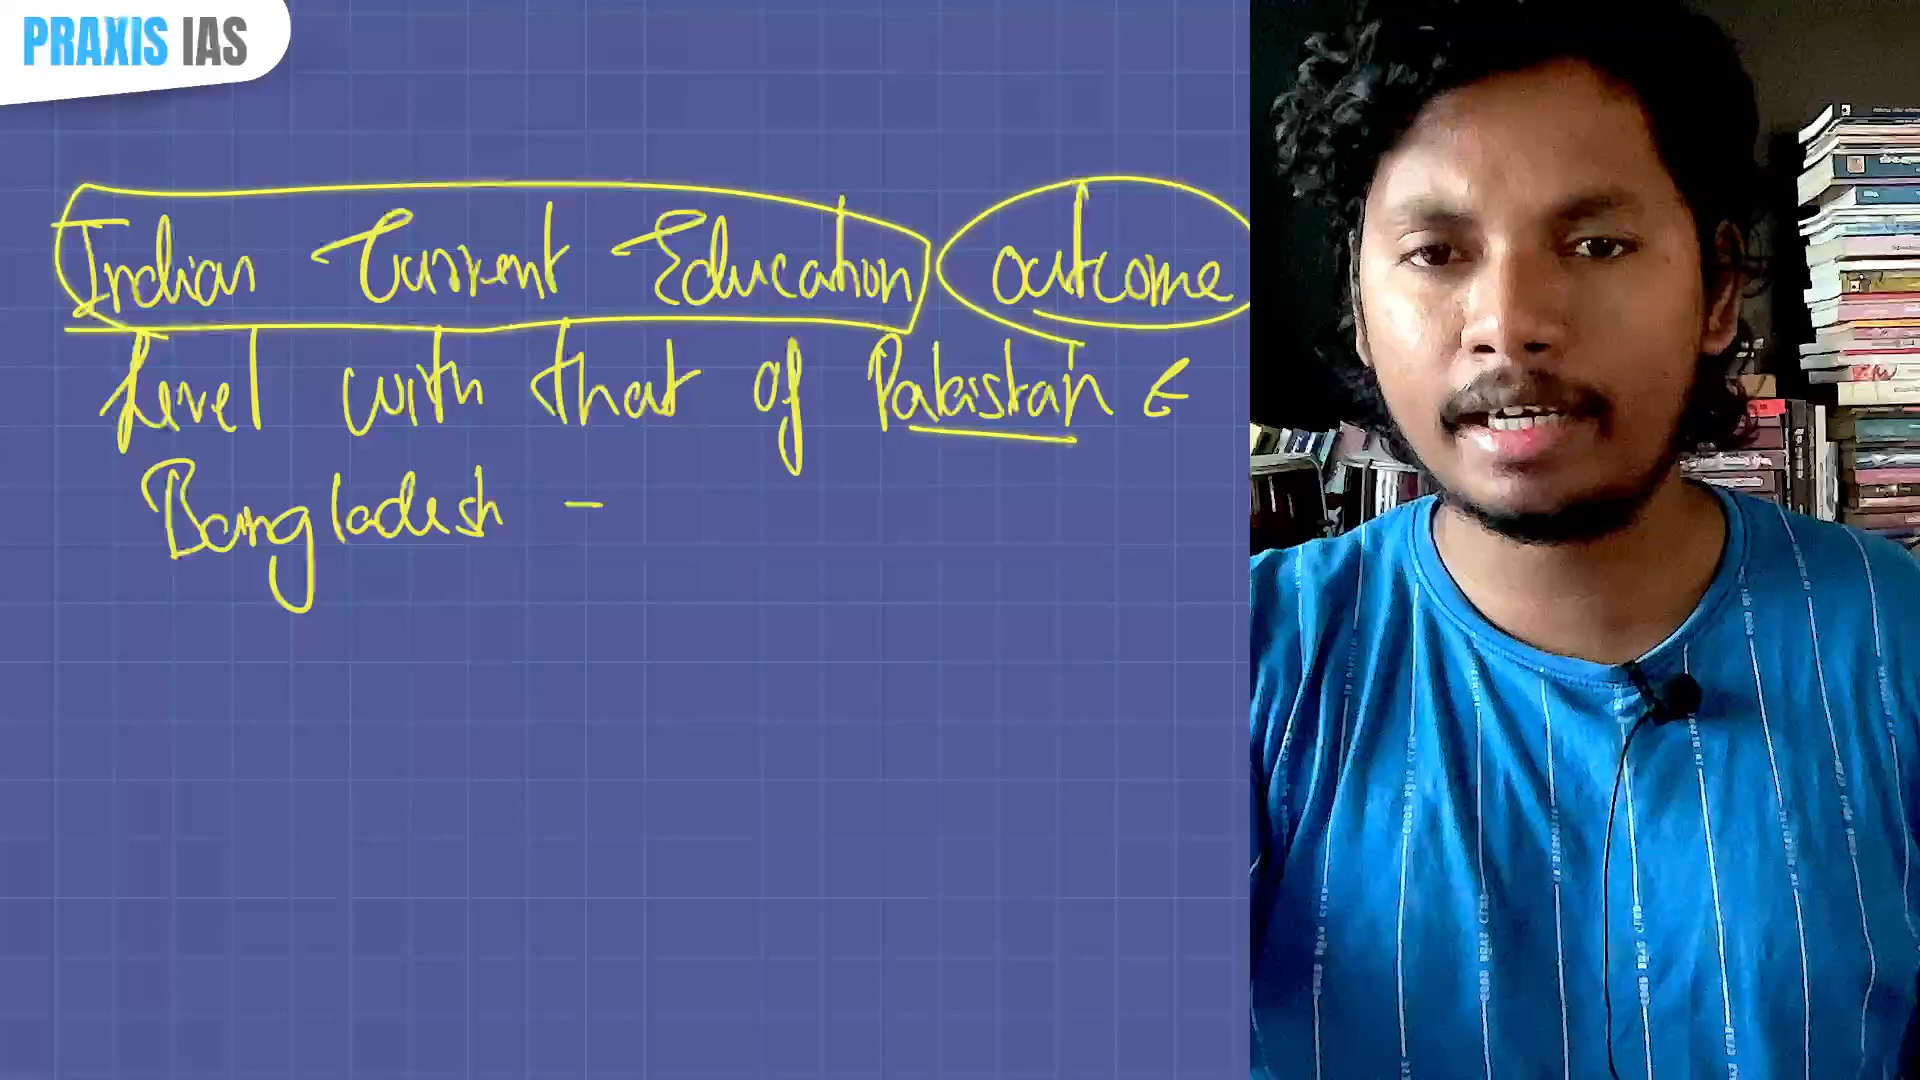 PRAXIS IAS
Indian Current Education outcome
level with that of Pakistan &
Bangladesh -